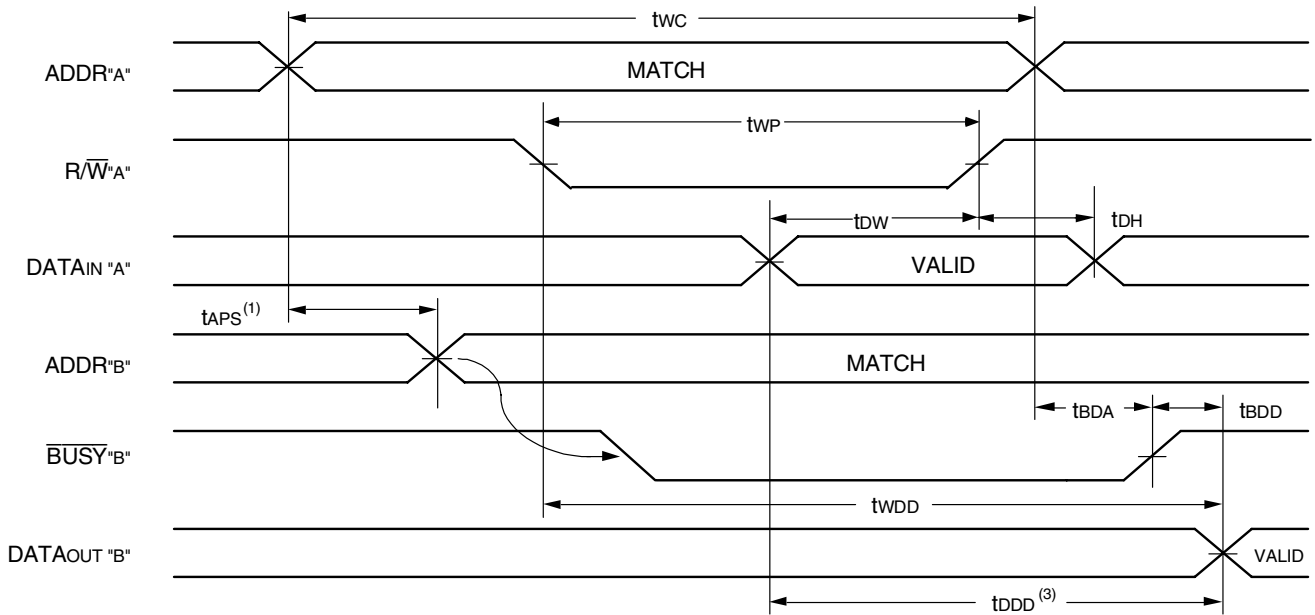 tWC
ADDR"A" MATCH
tWP
R/W̅"A"
tDW tDH
DATAIN "A" VALID
tAPS(1)
ADDR"B" MATCH
tBDA tBDD
B̅U̅S̅Y̅"B"
tWDD
DATAOUT "B" VALID
tDDD(3)